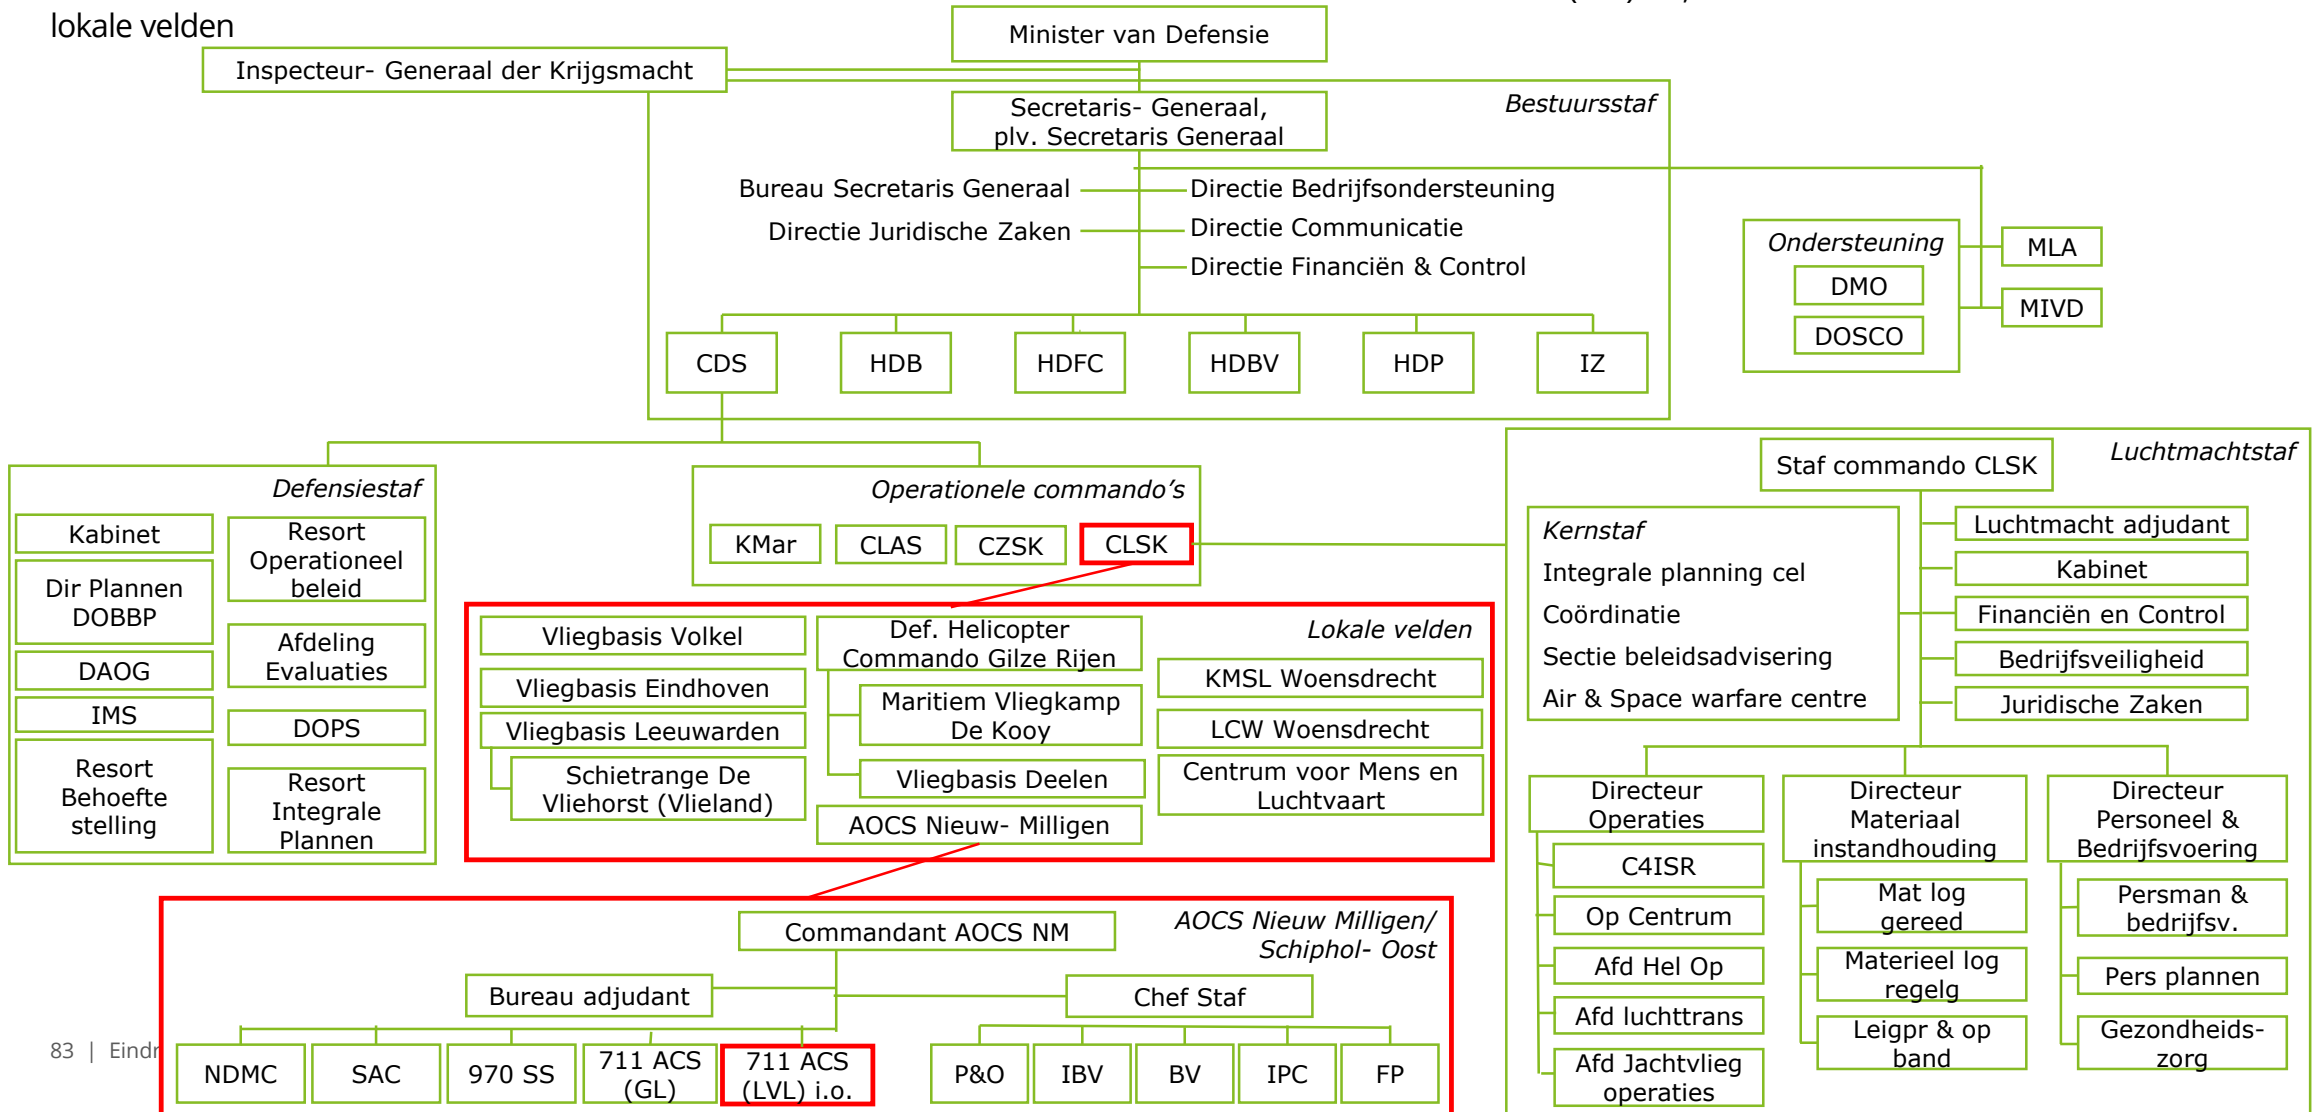 lokale velden
Minister van Defensie
Inspecteur- Generaal der Krijgsmacht
Secretaris- Generaal,
plv. Secretaris Generaal
Bestuursstaf
Bureau Secretaris Generaal
Directie Bedrijfsondersteuning
Directie Juridische Zaken
Directie Communicatie
Directie Financiën & Control
Ondersteuning
DMO
DOSCO
MLA
MIVD
CDS
HDB
HDFC
HDBV
HDP
IZ
Defensiestaf
Kabinet
Dir Plannen
DOBBP
DAOG
IMS
Resort
Behoefte
stelling
Resort
Operationeel
beleid
Afdeling
Evaluaties
DOPS
Resort
Integrale
Plannen
Operationele commando's
KMar
CLAS
CZSK
CLSK
Lokale velden
Vliegbasis Volkel
Vliegbasis Eindhoven
Vliegbasis Leeuwarden
Schietrange De
Vliehorst (Vlieland)
Def. Helicopter
Commando Gilze Rijen
Maritiem Vliegkamp
De Kooy
Vliegbasis Deelen
AOCS Nieuw- Milligen
KMSL Woensdrecht
LCW Woensdrecht
Centrum voor Mens en
Luchtvaart
Luchtmachtstaf
Staf commando CLSK
Kernstaf
Integrale planning cel
Coördinatie
Sectie beleidsadvisering
Air & Space warfare centre
Luchtmacht adjudant
Kabinet
Financiën en Control
Bedrijfsveiligheid
Juridische Zaken
Directeur
Operaties
C4ISR
Op Centrum
Afd Hel Op
Afd luchttrans
Afd Jachtvlieg
operaties
Directeur
Materiaal
instandhouding
Mat log
gereed
Materieel log
regelg
Leigpr & op
band
Directeur
Personeel &
Bedrijfsvoering
Persman &
bedrijfsv.
Pers plannen
Gezondheids-
zorg
AOCS Nieuw Milligen/
Schiphol- Oost
Commandant AOCS NM
Bureau adjudant
Chef Staf
NDMC
SAC
970 SS
711 ACS
(GL)
711 ACS
(LVL) i.o.
P&O
IBV
BV
IPC
FP
83 | Eindr